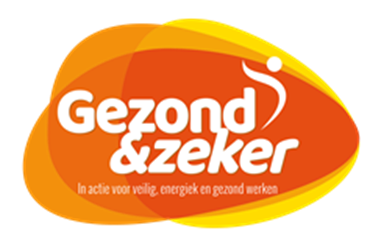 Gezond
&zeker
In actie voor veilig, energiek en gezond werken